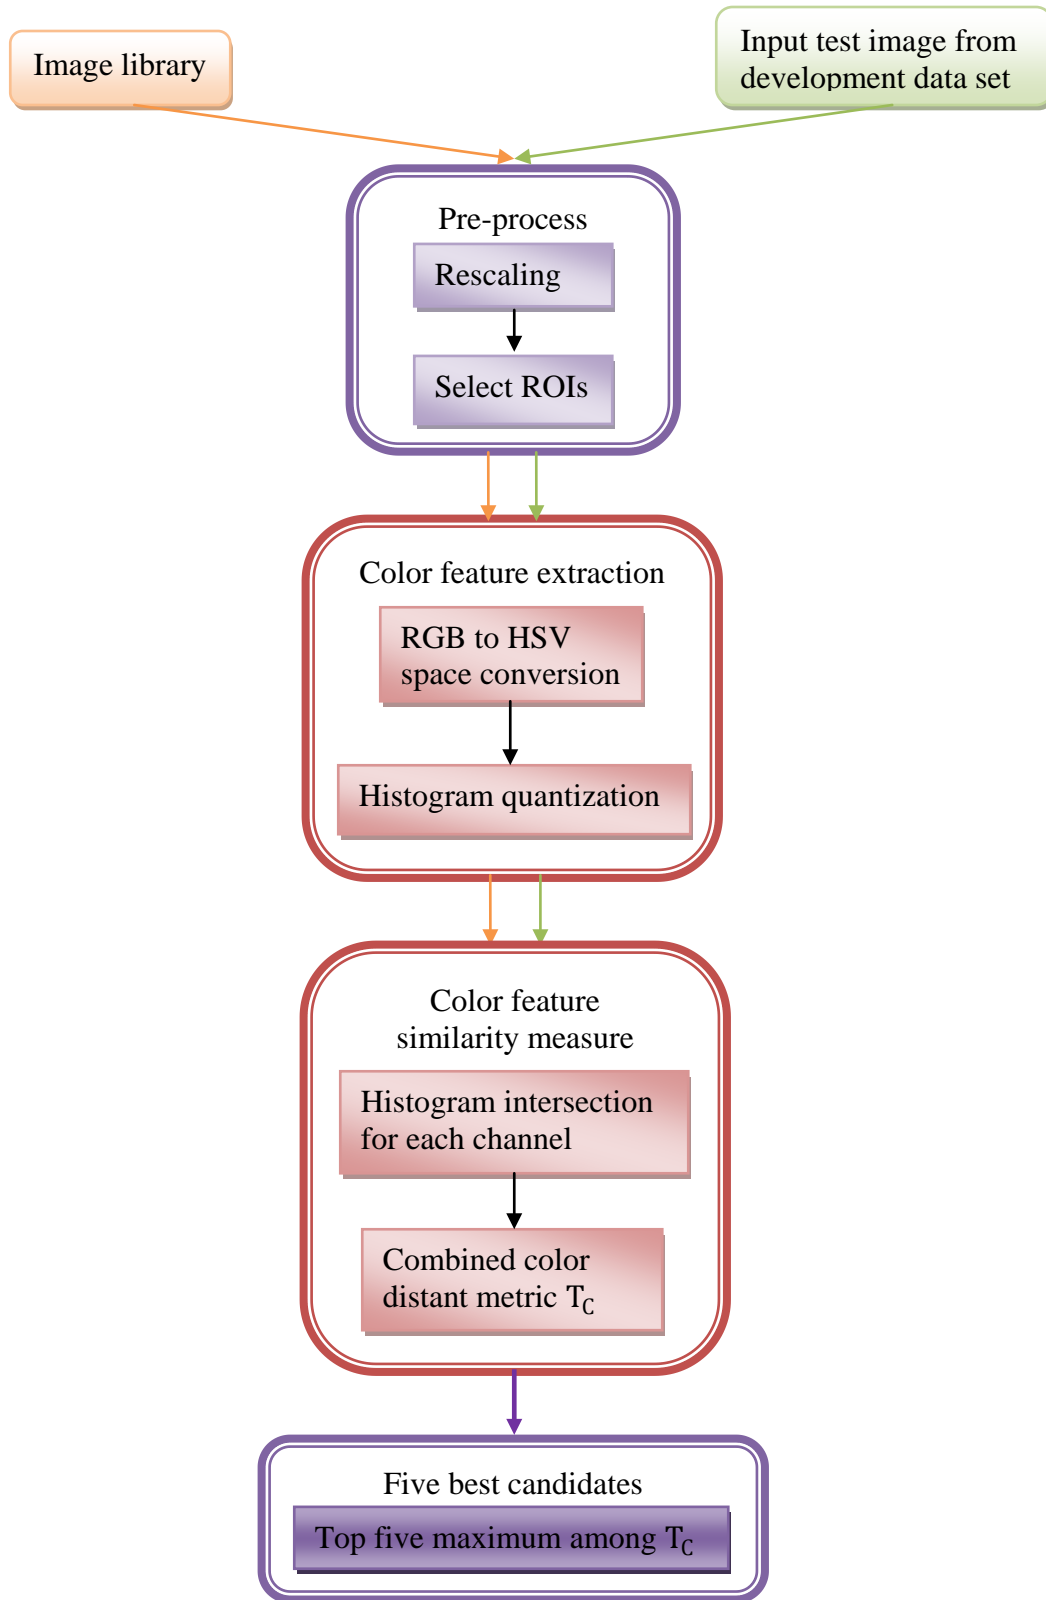 Image library
Input test image from
development data set
Pre-process
Rescaling
Select ROIs
Color feature extraction
RGB to HSV
space conversion
Histogram quantization
Color feature
similarity measure
Histogram intersection
for each channel
Combined color
distant metric T_C
Five best candidates
Top five maximum among T_C